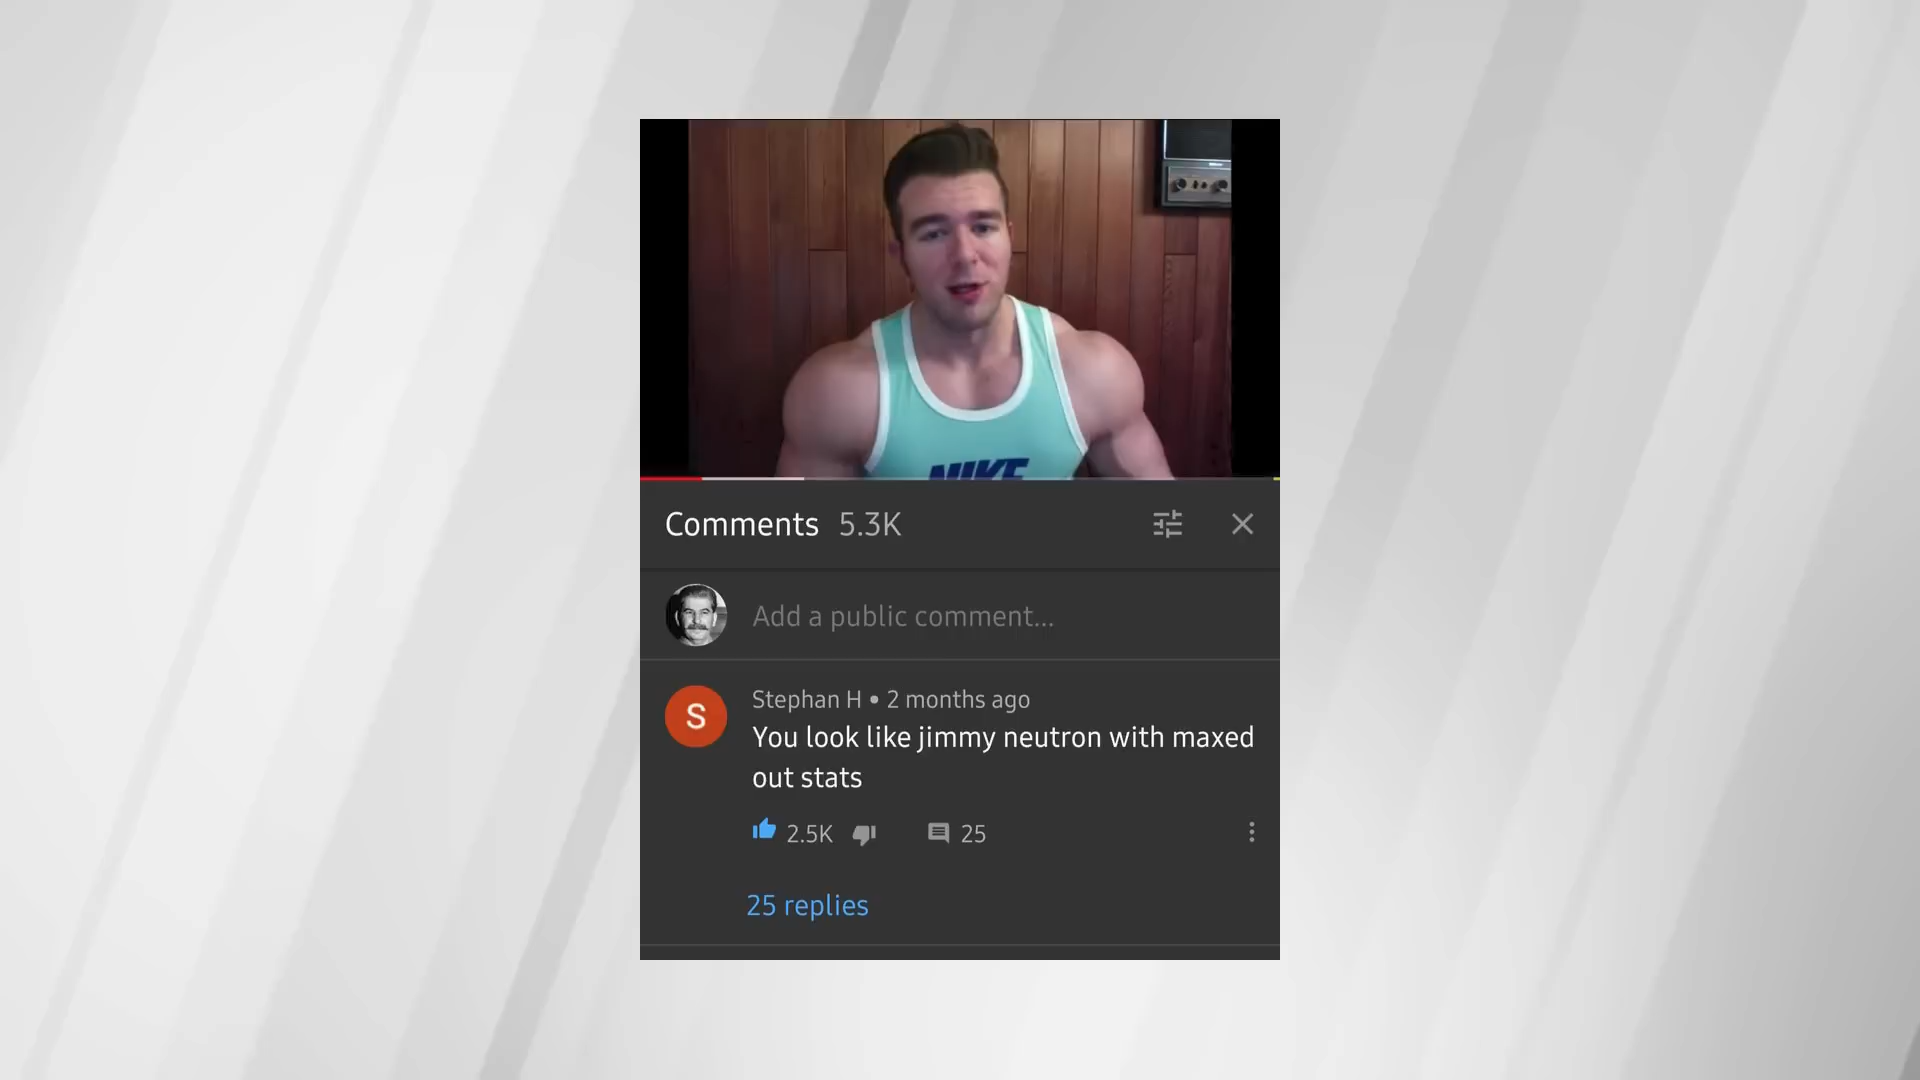 NIKE
Comments 5.3K
Add a public comment...
S
Stephan H • 2 months ago
You look like jimmy neutron with maxed
out stats
2.5K 25
25 replies